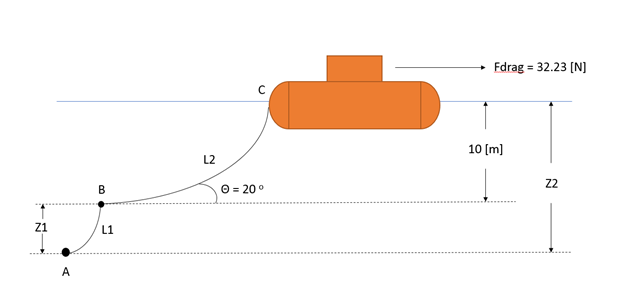 Fdrag = 32.23 [N]
C
10 [m]
L2
Z2
B
Θ = 20 º
Z1
L1
A